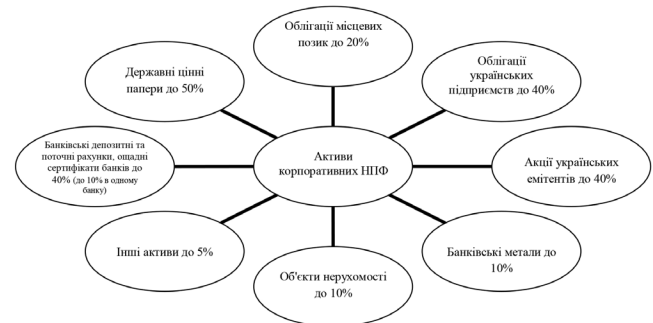 Облігації місцевих
позик до 20%
Державні цінні
папери до 50%
Облігації
українських
підприємств до 40%
Банківські депозитні та
поточні рахунки, ощадні
сертифікати банків до
40% (до 10% в одному
банку)
Активи
корпоративних НПФ
Акції українських
емітентів до 40%
Інші активи до 5%
Об'єкти нерухомості
до 10%
Банківські метали до
10%